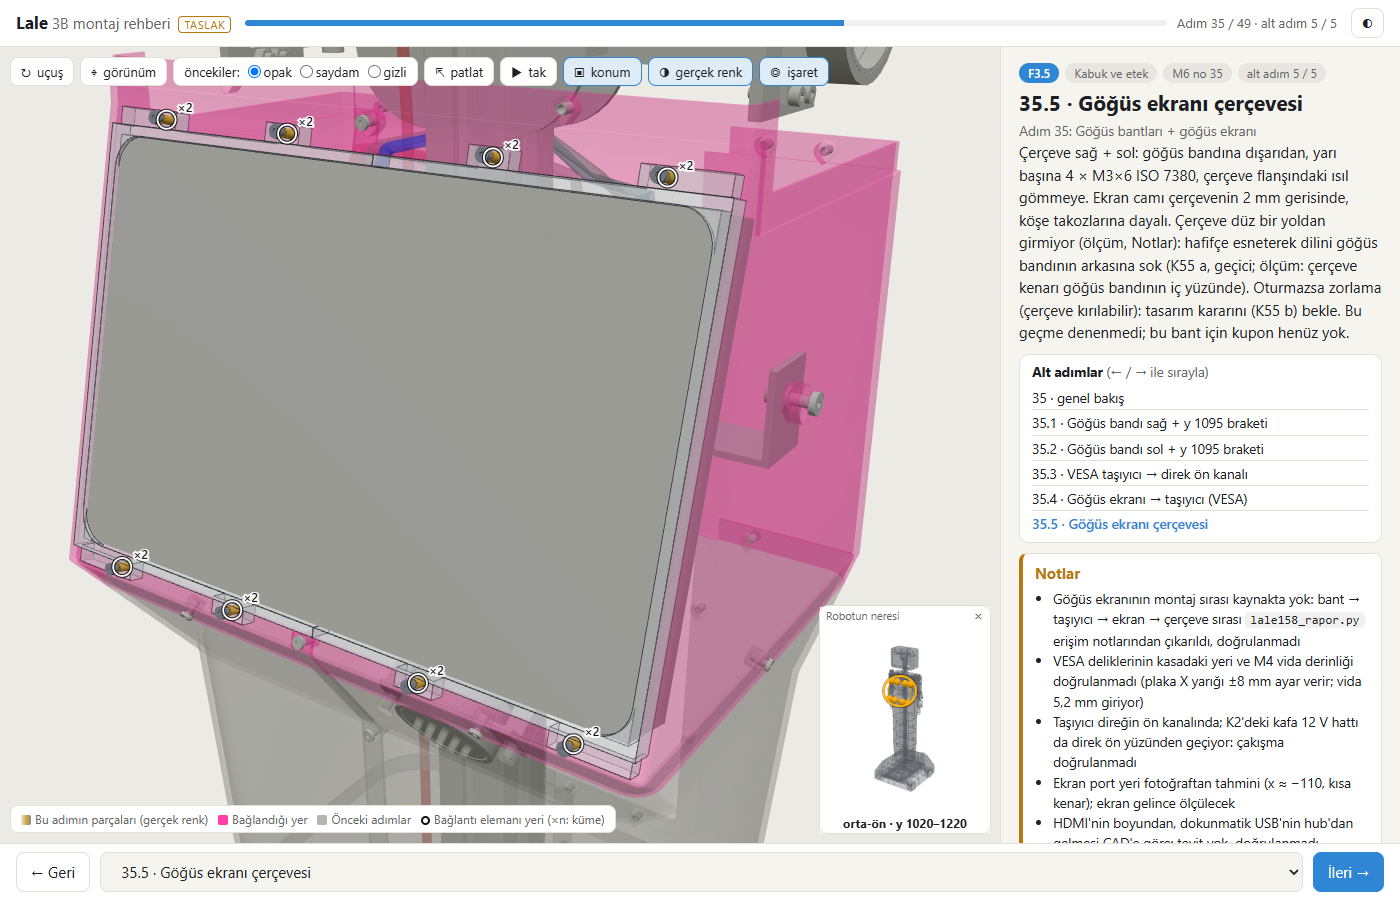 Lale 3B montaj rehberi TASLAK
Adım 35 / 49 · alt adım 5 / 5
↻ uçuş
⌖ görünüm
öncekiler: opak saydam gizli
⇱ patlat
▶ tak
▣ konum
◑ gerçek renk
◎ işaret
×2
×2
×2
×2
×2
×2
×2
×2
Robotun neresi ×
orta-ön · y 1020–1220
Bu adımın parçaları (gerçek renk) Bağlandığı yer Önceki adımlar Bağlantı elemanı yeri (×n: küme)
F3.5 Kabuk ve etek M6 no 35 alt adım 5 / 5
35.5 · Göğüs ekranı çerçevesi
Adım 35: Göğüs bantları + göğüs ekranı
Çerçeve sağ + sol: göğüs bandına dışarıdan, yarı
başına 4 × M3×6 ISO 7380, çerçeve flanşındaki ısıl
gömmeye. Ekran camı çerçevenin 2 mm gerisinde,
köşe takozlarına dayalı. Çerçeve düz bir yoldan
girmiyor (ölçüm, Notlar): hafifçe esneterek dilini göğüs
bandının arkasına sok (K55 a, geçici; ölçüm: çerçeve
kenarı göğüs bandının iç yüzünde). Oturmazsa zorlama
(çerçeve kırılabilir): tasarım kararını (K55 b) bekle. Bu
geçme denenmedi; bu bant için kupon henüz yok.
Alt adımlar (← / → ile sırayla)
35 · genel bakış
35.1 · Göğüs bandı sağ + y 1095 braketi
35.2 · Göğüs bandı sol + y 1095 braketi
35.3 · VESA taşıyıcı → direk ön kanalı
35.4 · Göğüs ekranı → taşıyıcı (VESA)
35.5 · Göğüs ekranı çerçevesi
Notlar
• Göğüs ekranının montaj sırası kaynakta yok: bant →
taşıyıcı → ekran → çerçeve sırası lale158_rapor.py
erişim notlarından çıkarıldı, doğrulanmadı
• VESA deliklerinin kasadaki yeri ve M4 vida derinliği
doğrulanmadı (plaka X yarığı ±8 mm ayar verir; vida
5,2 mm giriyor)
• Taşıyıcı direğin ön kanalında; K2'deki kafa 12 V hattı
da direk ön yüzünden geçiyor: çakışma
doğrulanmadı
• Ekran port yeri fotoğraftan tahmini (x ≈ −110, kısa
kenar); ekran gelince ölçülecek
• HDMI'nin boyundan, dokunmatik USB'nin hub'dan
gelmesi CAD'e göre; teyit yok, doğrulanmadı
← Geri
35.5 · Göğüs ekranı çerçevesi
İleri →